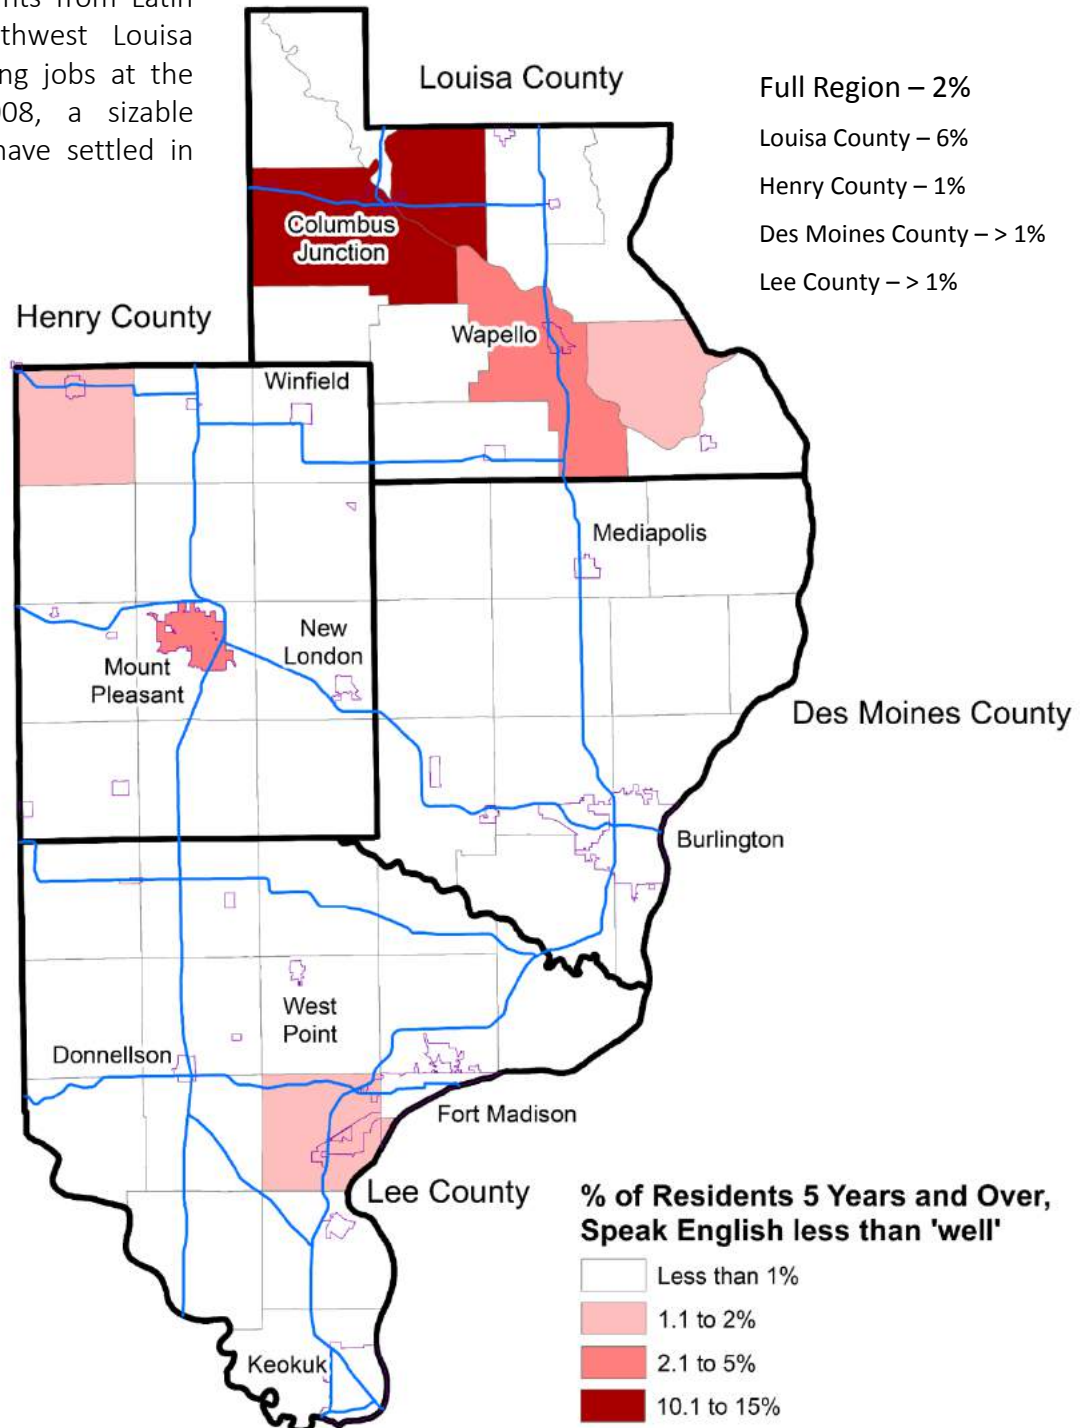 nts from Latin
thwest Louisa
ng jobs at the
08, a sizable
have settled in
Louisa County
Full Region – 2%
Louisa County – 6%
Henry County – 1%
Des Moines County – > 1%
Lee County – > 1%
Columbus
Junction
Henry County
Wapello
Winfield
Mediapolis
New
London
Mount
Pleasant
Des Moines County
Burlington
West
Point
Donnellson
Fort Madison
Lee County
% of Residents 5 Years and Over,
Speak English less than 'well'
Less than 1%
1.1 to 2%
2.1 to 5%
10.1 to 15%
Keokuk